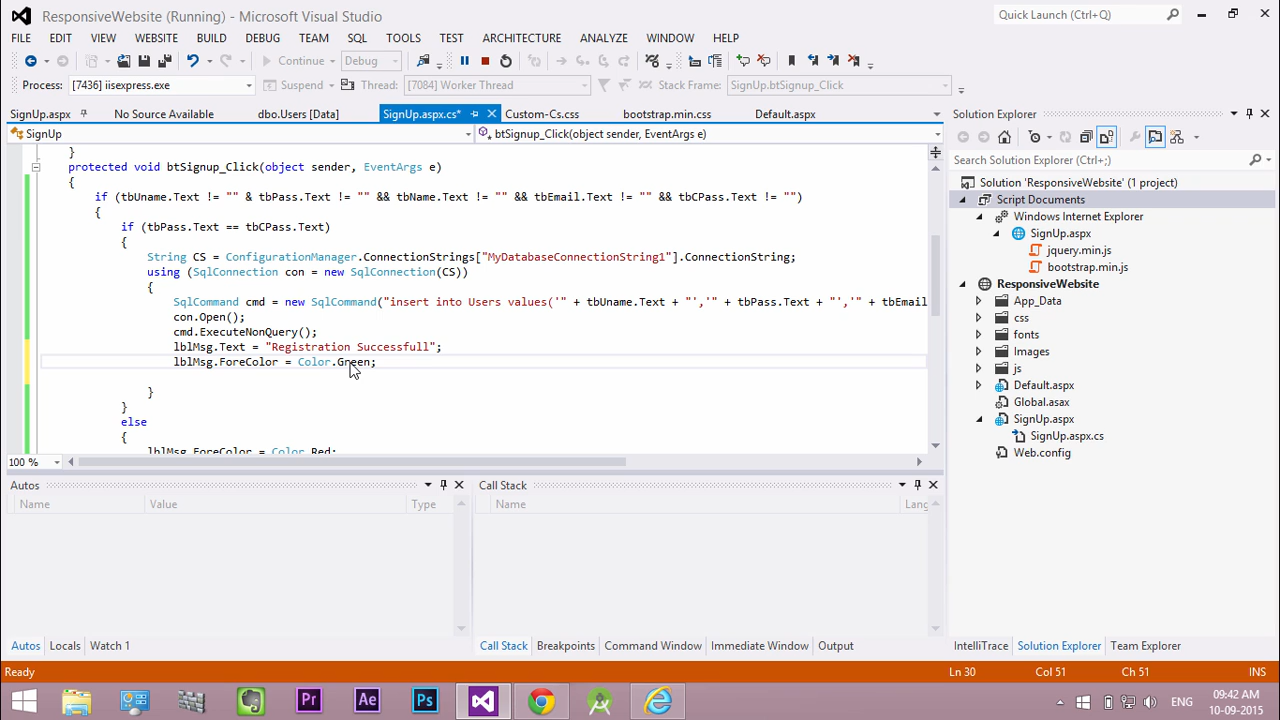 ResponsiveWebsite (Running) - Microsoft Visual Studio
Quick Launch (Ctrl+Q)
FILE EDIT VIEW WEBSITE BUILD DEBUG TEAM SQL TOOLS TEST ARCHITECTURE ANALYZE WINDOW HELP
Continue Debug
Process: [7436] iisexpress.exe Suspend Thread: [7084] Worker Thread Stack Frame: SignUp.btSignup_Click
SignUp.aspx No Source Available dbo.Users [Data] SignUp.aspx.cs* Custom-Cs.css bootstrap.min.css Default.aspx
SignUp btSignup_Click(object sender, EventArgs e)
}
protected void btSignup_Click(object sender, EventArgs e)
{
if (tbUname.Text != "" & tbPass.Text != "" && tbName.Text != "" && tbEmail.Text != "" && tbCPass.Text != "")
{
if (tbPass.Text == tbCPass.Text)
{
String CS = ConfigurationManager.ConnectionStrings["MyDatabaseConnectionString1"].ConnectionString;
using (SqlConnection con = new SqlConnection(CS))
{
SqlCommand cmd = new SqlCommand("insert into Users values('" + tbUname.Text + "','" + tbPass.Text + "','" + tbEmail
con.Open();
cmd.ExecuteNonQuery();
lblMsg.Text = "Registration Successfull";
lblMsg.ForeColor = Color.Green;
}
}
else
{
lblMsg.ForeColor = Color.Red;
100 %
Autos
Name Value Type
Call Stack
Name Lang
Autos Locals Watch 1
Call Stack Breakpoints Command Window Immediate Window Output
Solution Explorer
Search Solution Explorer (Ctrl+;)
Solution 'ResponsiveWebsite' (1 project)
Script Documents
Windows Internet Explorer
SignUp.aspx
jquery.min.js
bootstrap.min.js
ResponsiveWebsite
App_Data
css
fonts
Images
js
Default.aspx
Global.asax
SignUp.aspx
SignUp.aspx.cs
Web.config
IntelliTrace Solution Explorer Team Explorer
Ready Ln 30 Col 51 Ch 51 INS
Pr Ae Ps
ENG
09:42 AM
10-09-2015